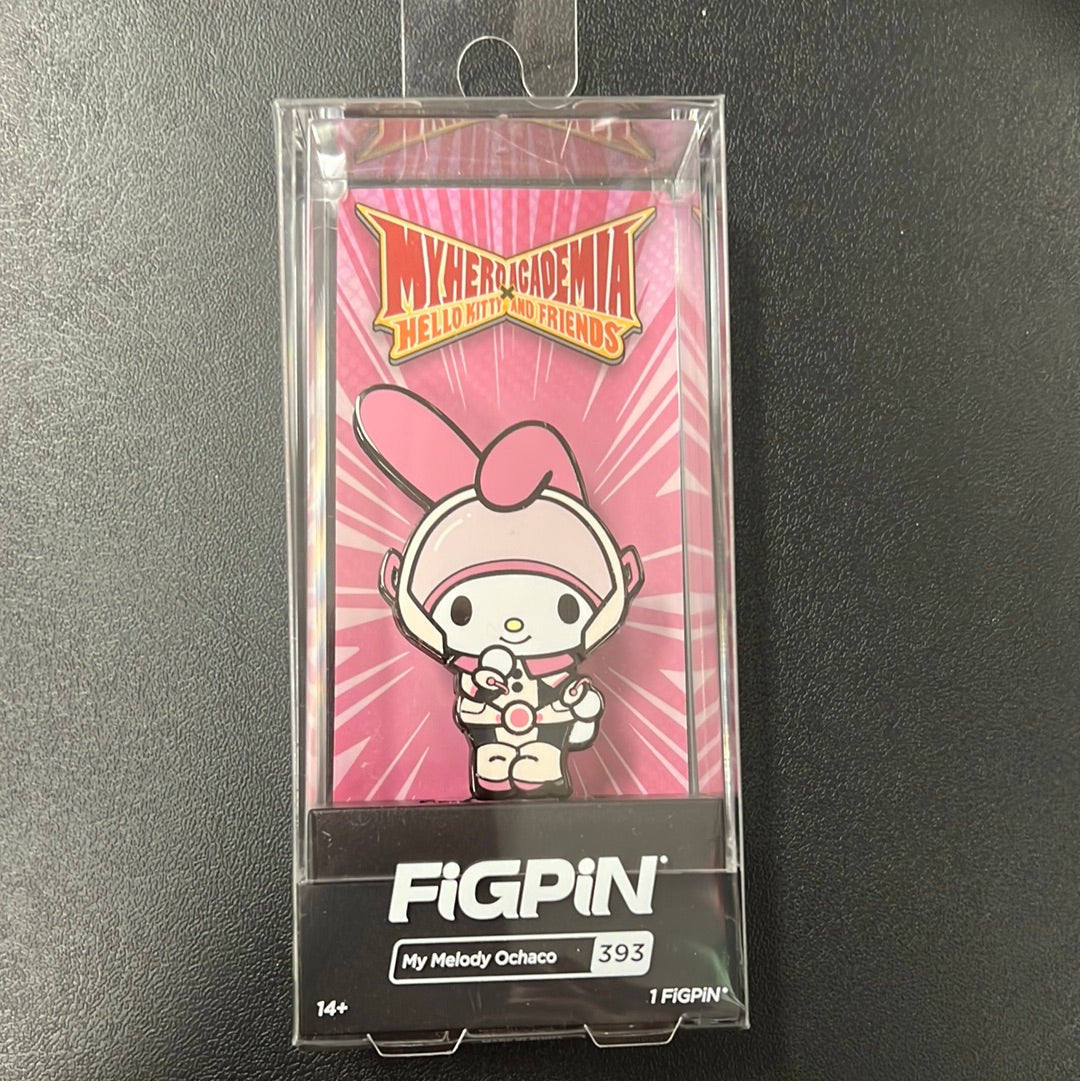 MY HERO ACADEMIA
×
HELLO KITTY AND FRIENDS
FiGPiN
My Melody Ochaco 393
14+ 1 FiGPiN